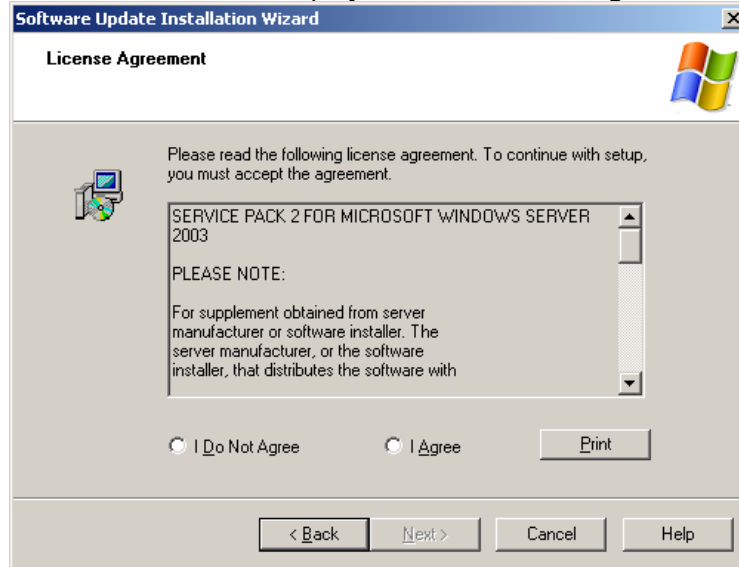 Software Update Installation Wizard
License Agreement
Please read the following license agreement. To continue with setup,
you must accept the agreement.
SERVICE PACK 2 FOR MICROSOFT WINDOWS SERVER
2003
PLEASE NOTE:
For supplement obtained from server
manufacturer or software installer. The
server manufacturer, or the software
installer, that distributes the software with
I Do Not Agree I Agree Print
< Back Next > Cancel Help